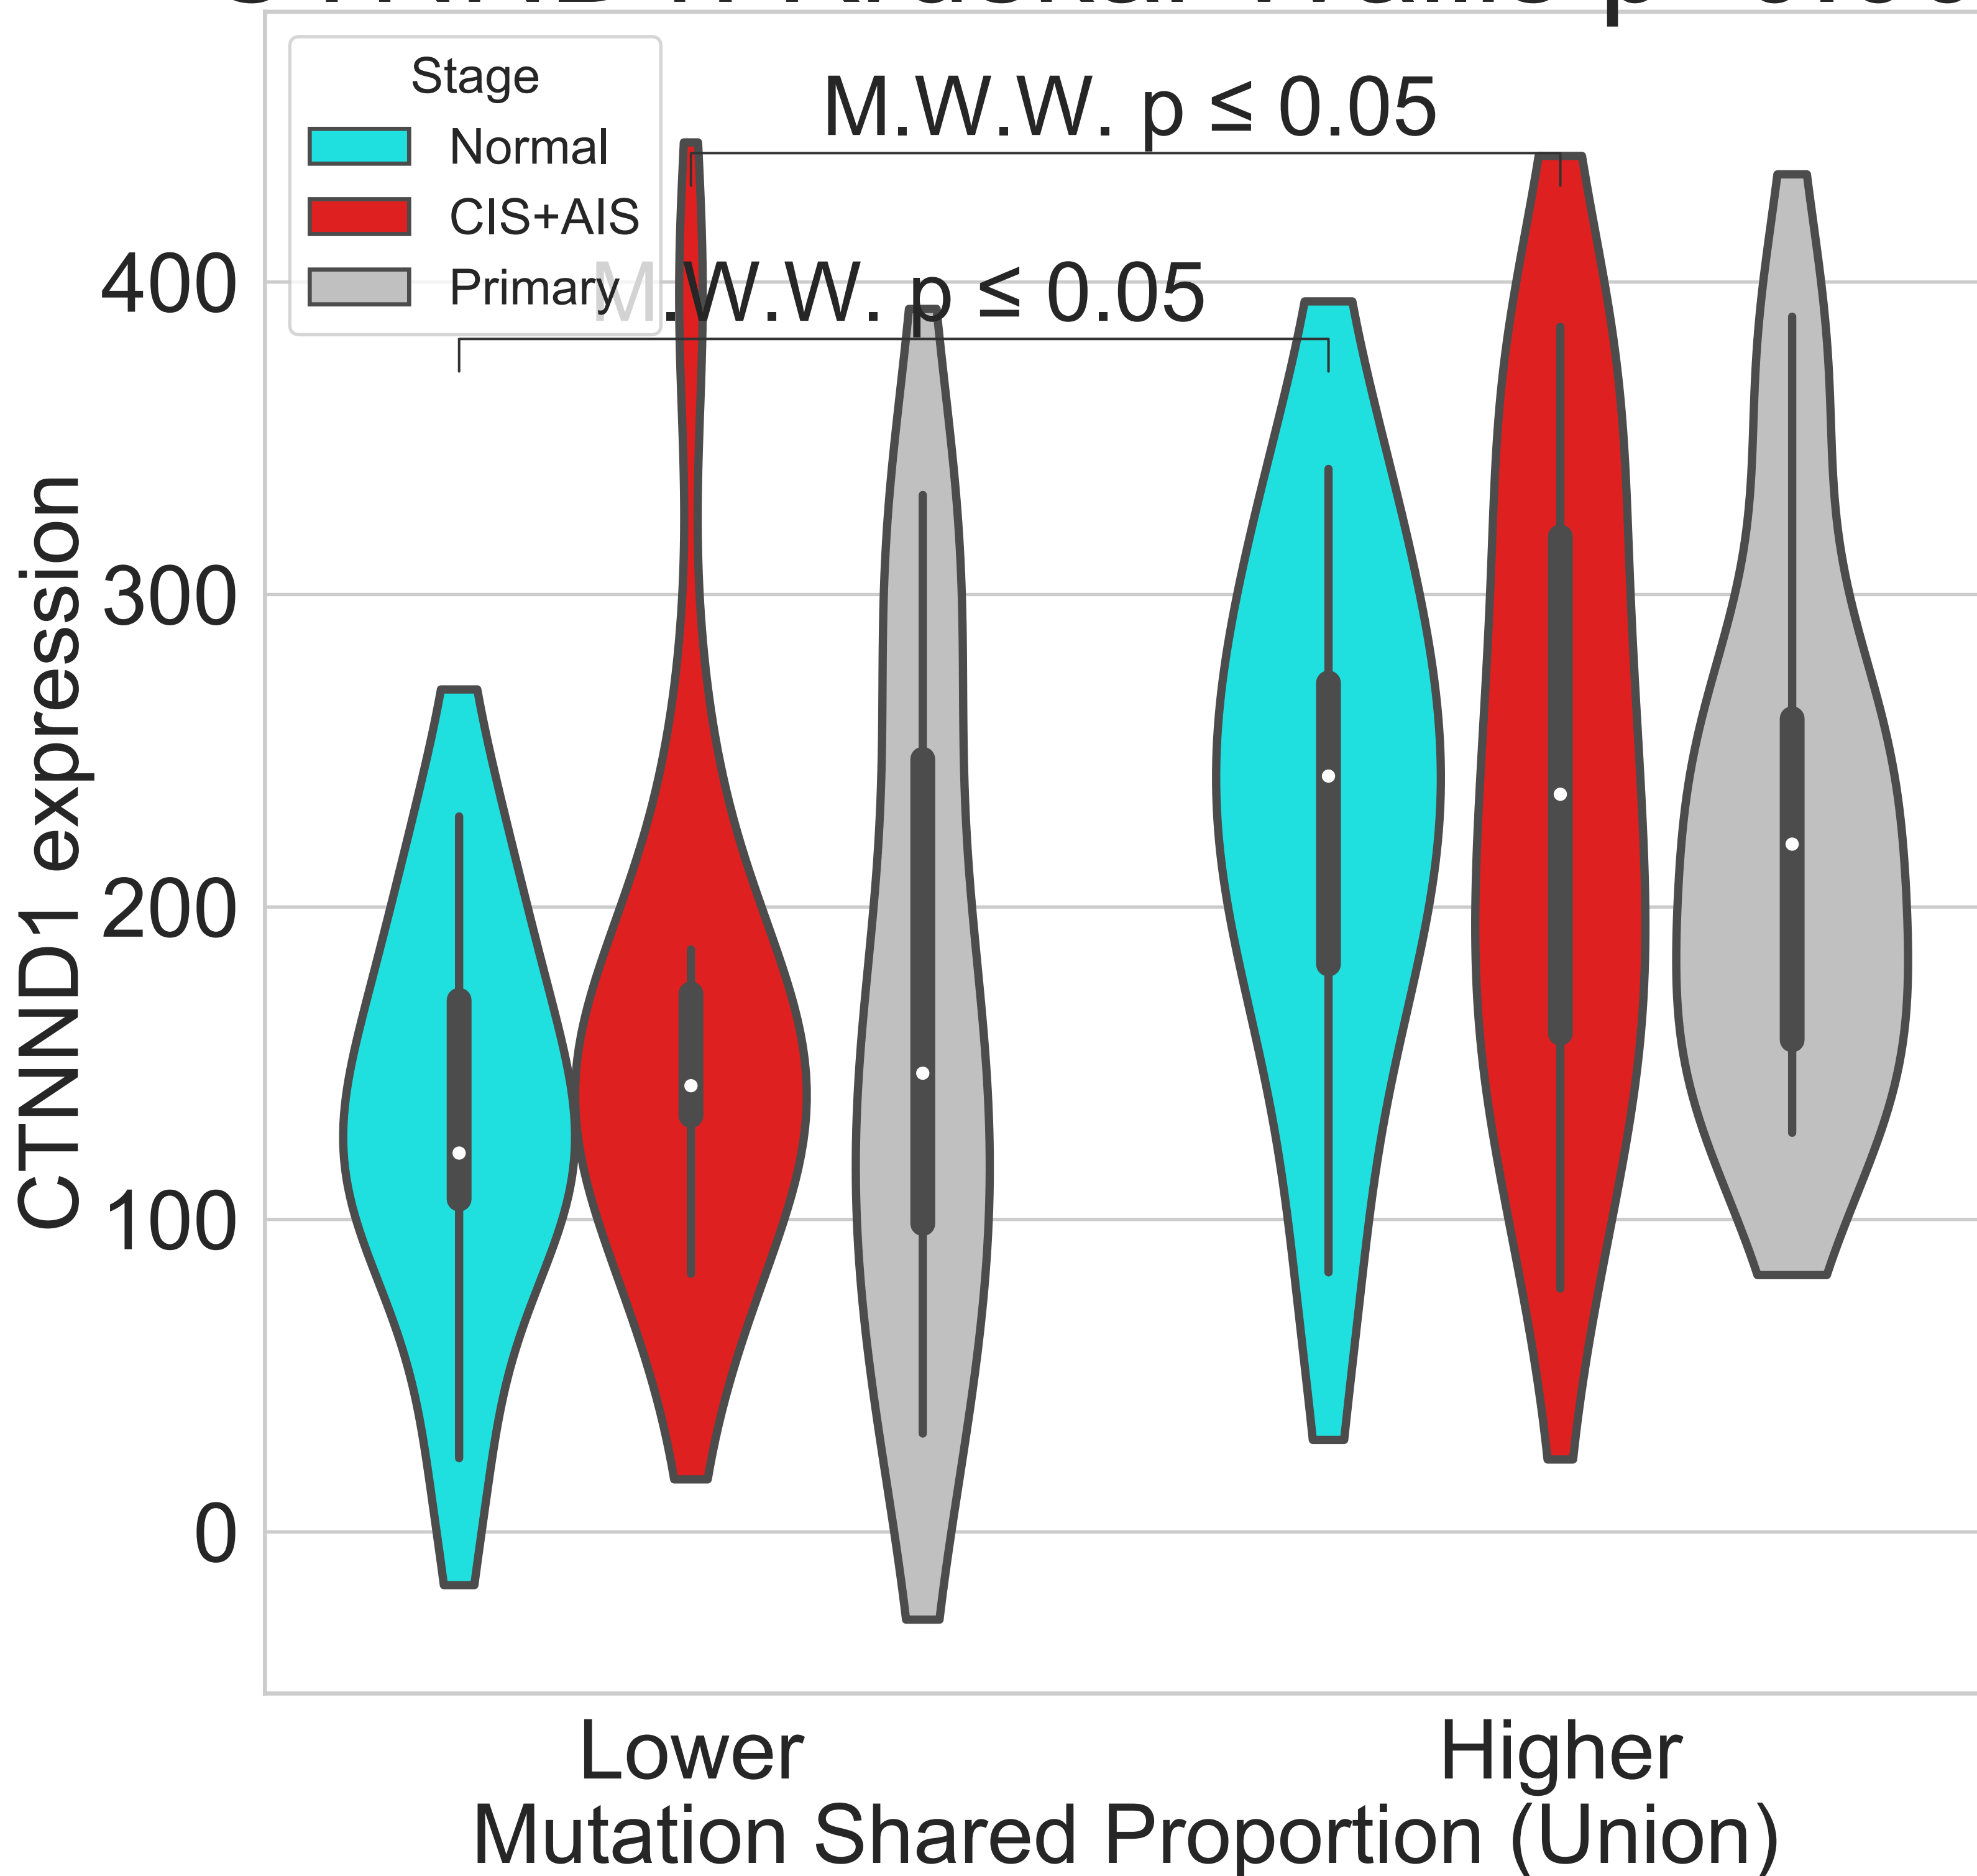 Stage
Normal
CIS+AIS
Primary
M.W.W. p ≤ 0.05
M.W.W. p ≤ 0.05
400
300
200
100
0
CTNND1 expression
Lower
Higher
Mutation Shared Proportion (Union)